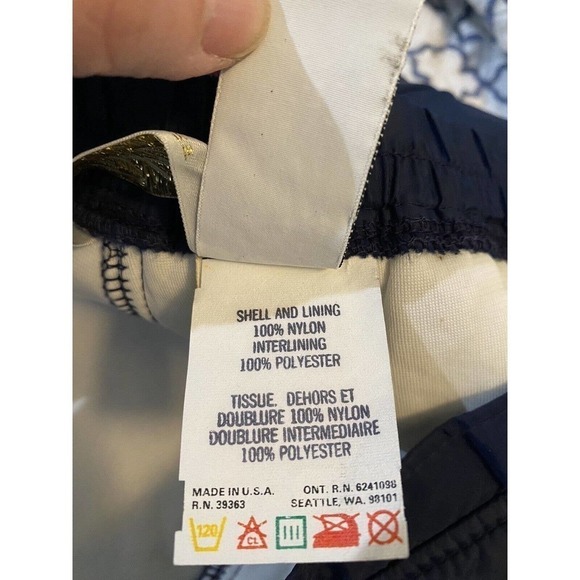 SHELL AND LINING
100% NYLON
INTERLINING
100% POLYESTER
TISSUE. DEHORS ET
DOUBLURE 100% NYLON
DOUBLURE INTERMEDIAIRE
100% POLYESTER
MADE IN U.S.A. ONT. R.N. 6241098
R.N. 39363 SEATTLE, WA. 98101
120 CL